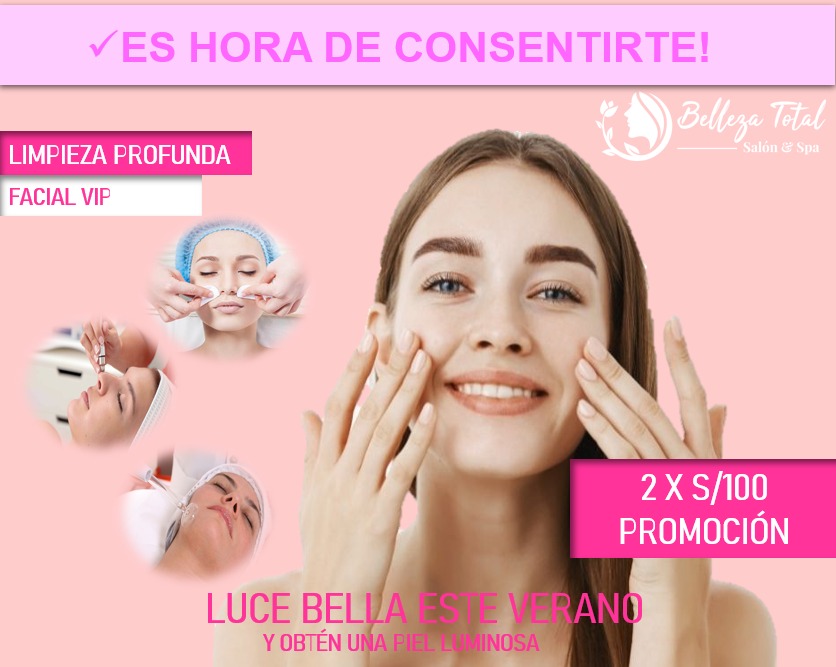 ✓ES HORA DE CONSENTIRTE!
Belleza Total
Salón & Spa
LIMPIEZA PROFUNDA
FACIAL VIP
2 X S/100
PROMOCIÓN
LUCE BELLA ESTE VERANO
Y OBTÉN UNA PIEL LUMINOSA